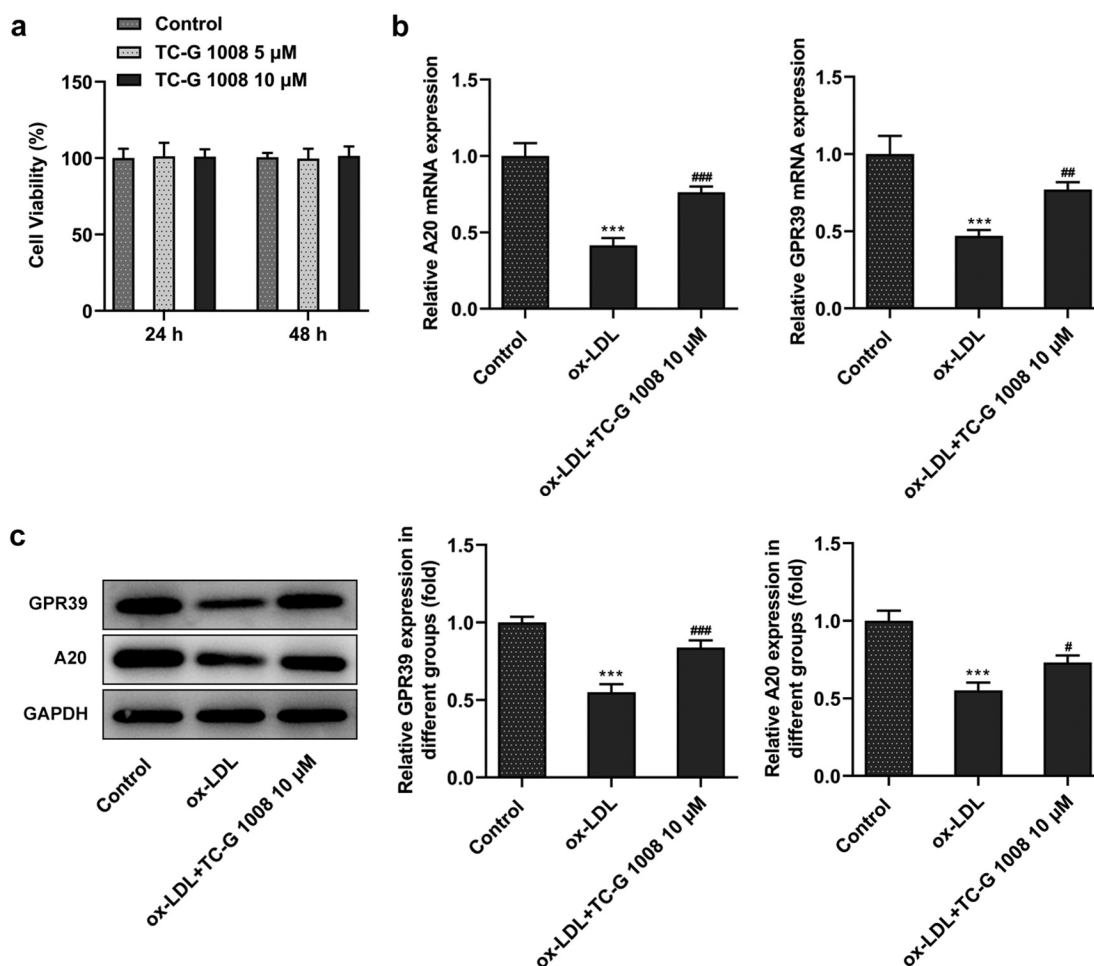 a
Control
TC-G 1008 5 μM
TC-G 1008 10 μM
Cell Viability (%)
150
100
50
0
24 h
48 h
b
Relative A20 mRNA expression
1.5
1.0
0.5
0.0
***
###
Control
ox-LDL
ox-LDL+TC-G 1008 10 μM
Relative GPR39 mRNA expression
1.5
1.0
0.5
0.0
***
##
Control
ox-LDL
ox-LDL+TC-G 1008 10 μM
c
GPR39
A20
GAPDH
Control
ox-LDL
ox-LDL+TC-G 1008 10 μM
Relative GPR39 expression in
different groups (fold)
1.5
1.0
0.5
0.0
***
###
Control
ox-LDL
ox-LDL+TC-G 1008 10 μM
Relative A20 expression in
different groups (fold)
1.5
1.0
0.5
0.0
***
#
Control
ox-LDL
ox-LDL+TC-G 1008 10 μM